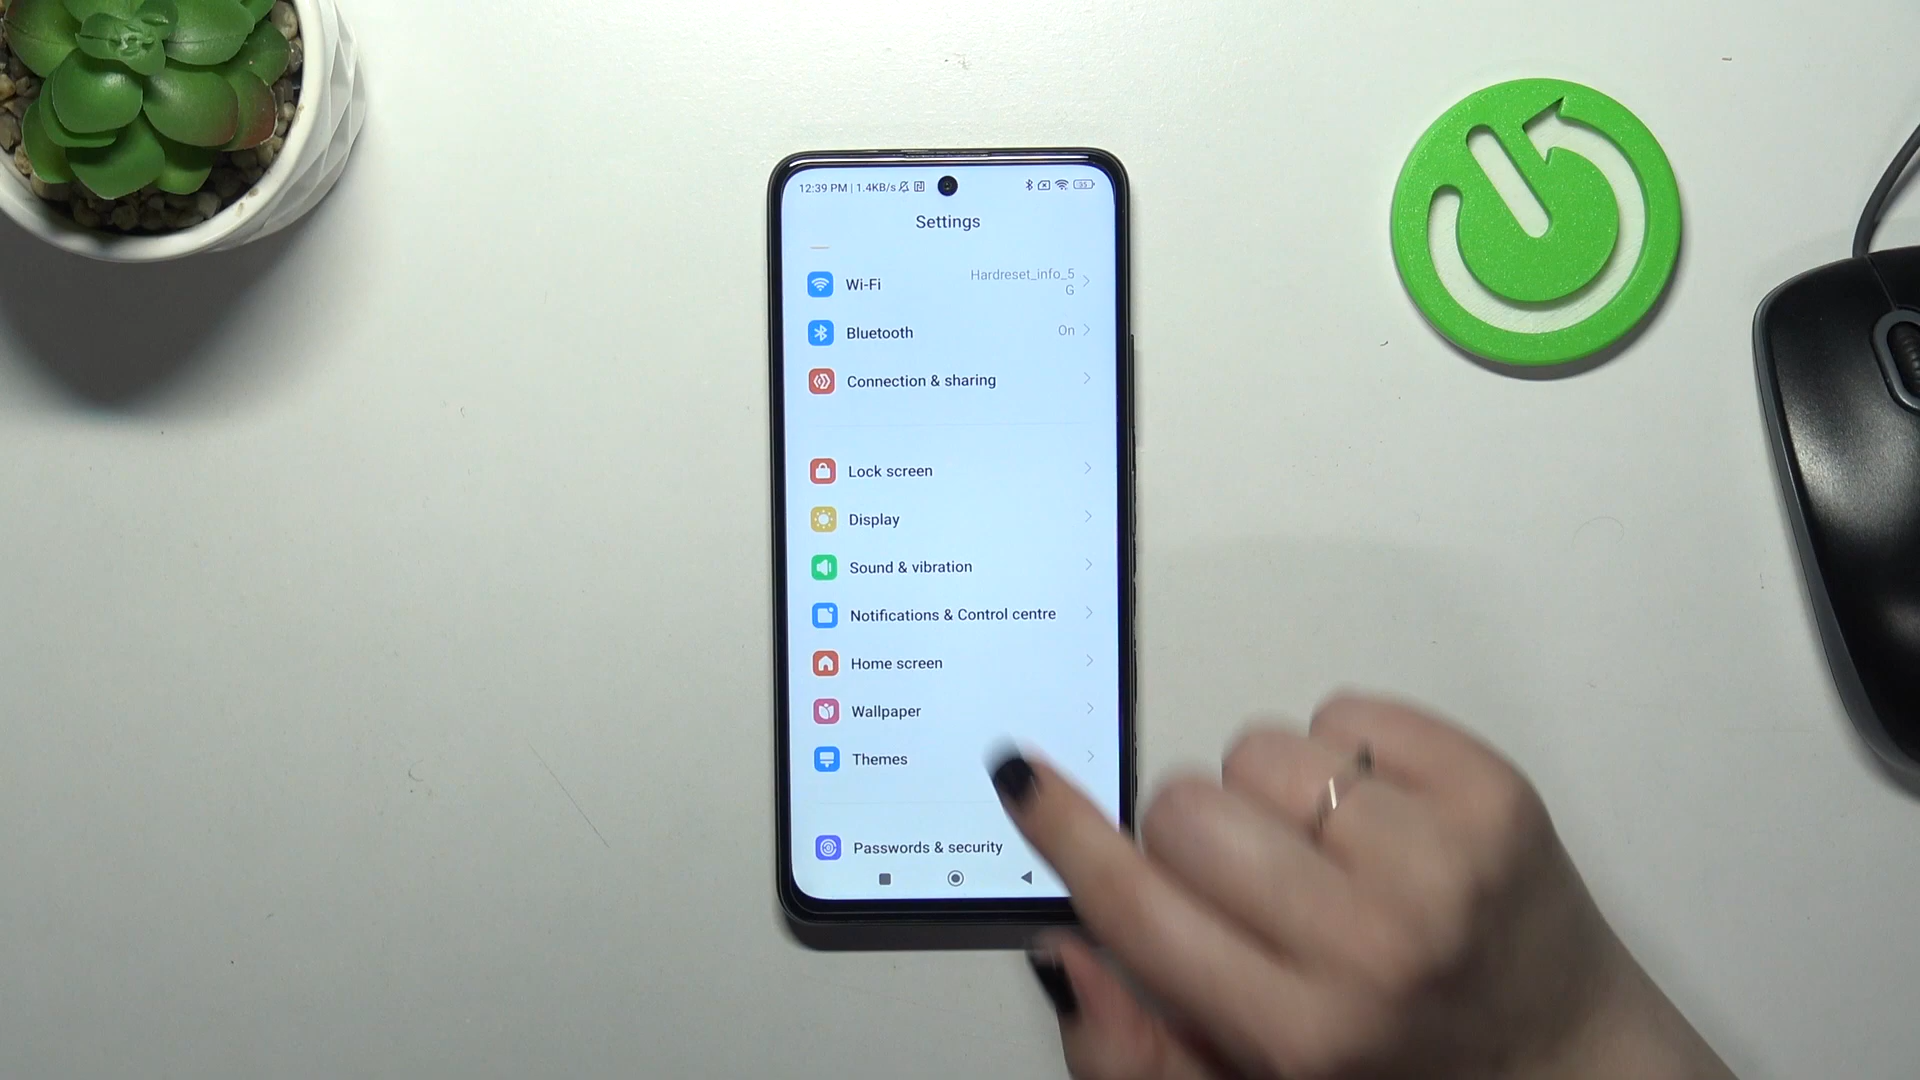 12:39 PM | 1.4KB/s
Settings
Wi-Fi
Hardreset_info_5
G
Bluetooth
On
Connection & sharing
Lock screen
Display
Sound & vibration
Notifications & Control centre
Home screen
Wallpaper
Themes
Passwords & security